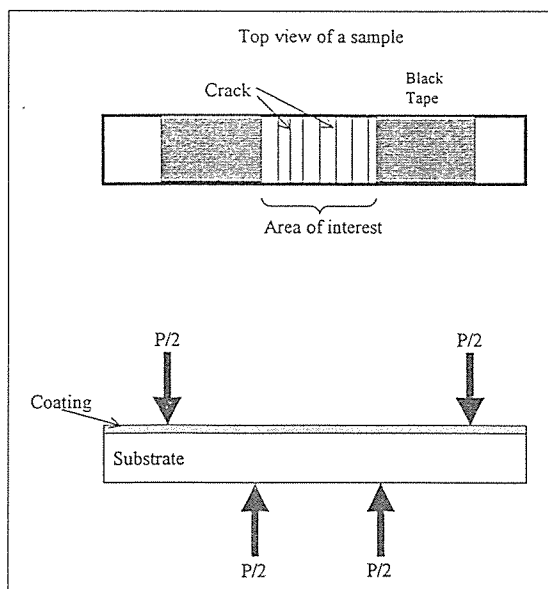 Top view of a sample
Crack
Black
Tape
Area of interest
P/2
P/2
Coating
Substrate
P/2
P/2